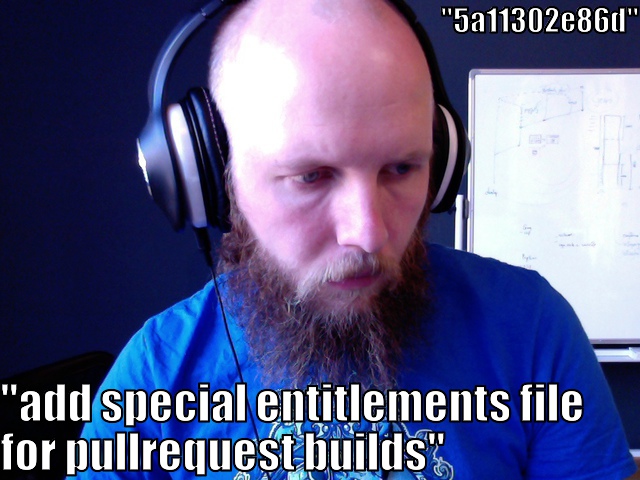 "5a11302e86d"
"add special entitlements file
for pullrequest builds"